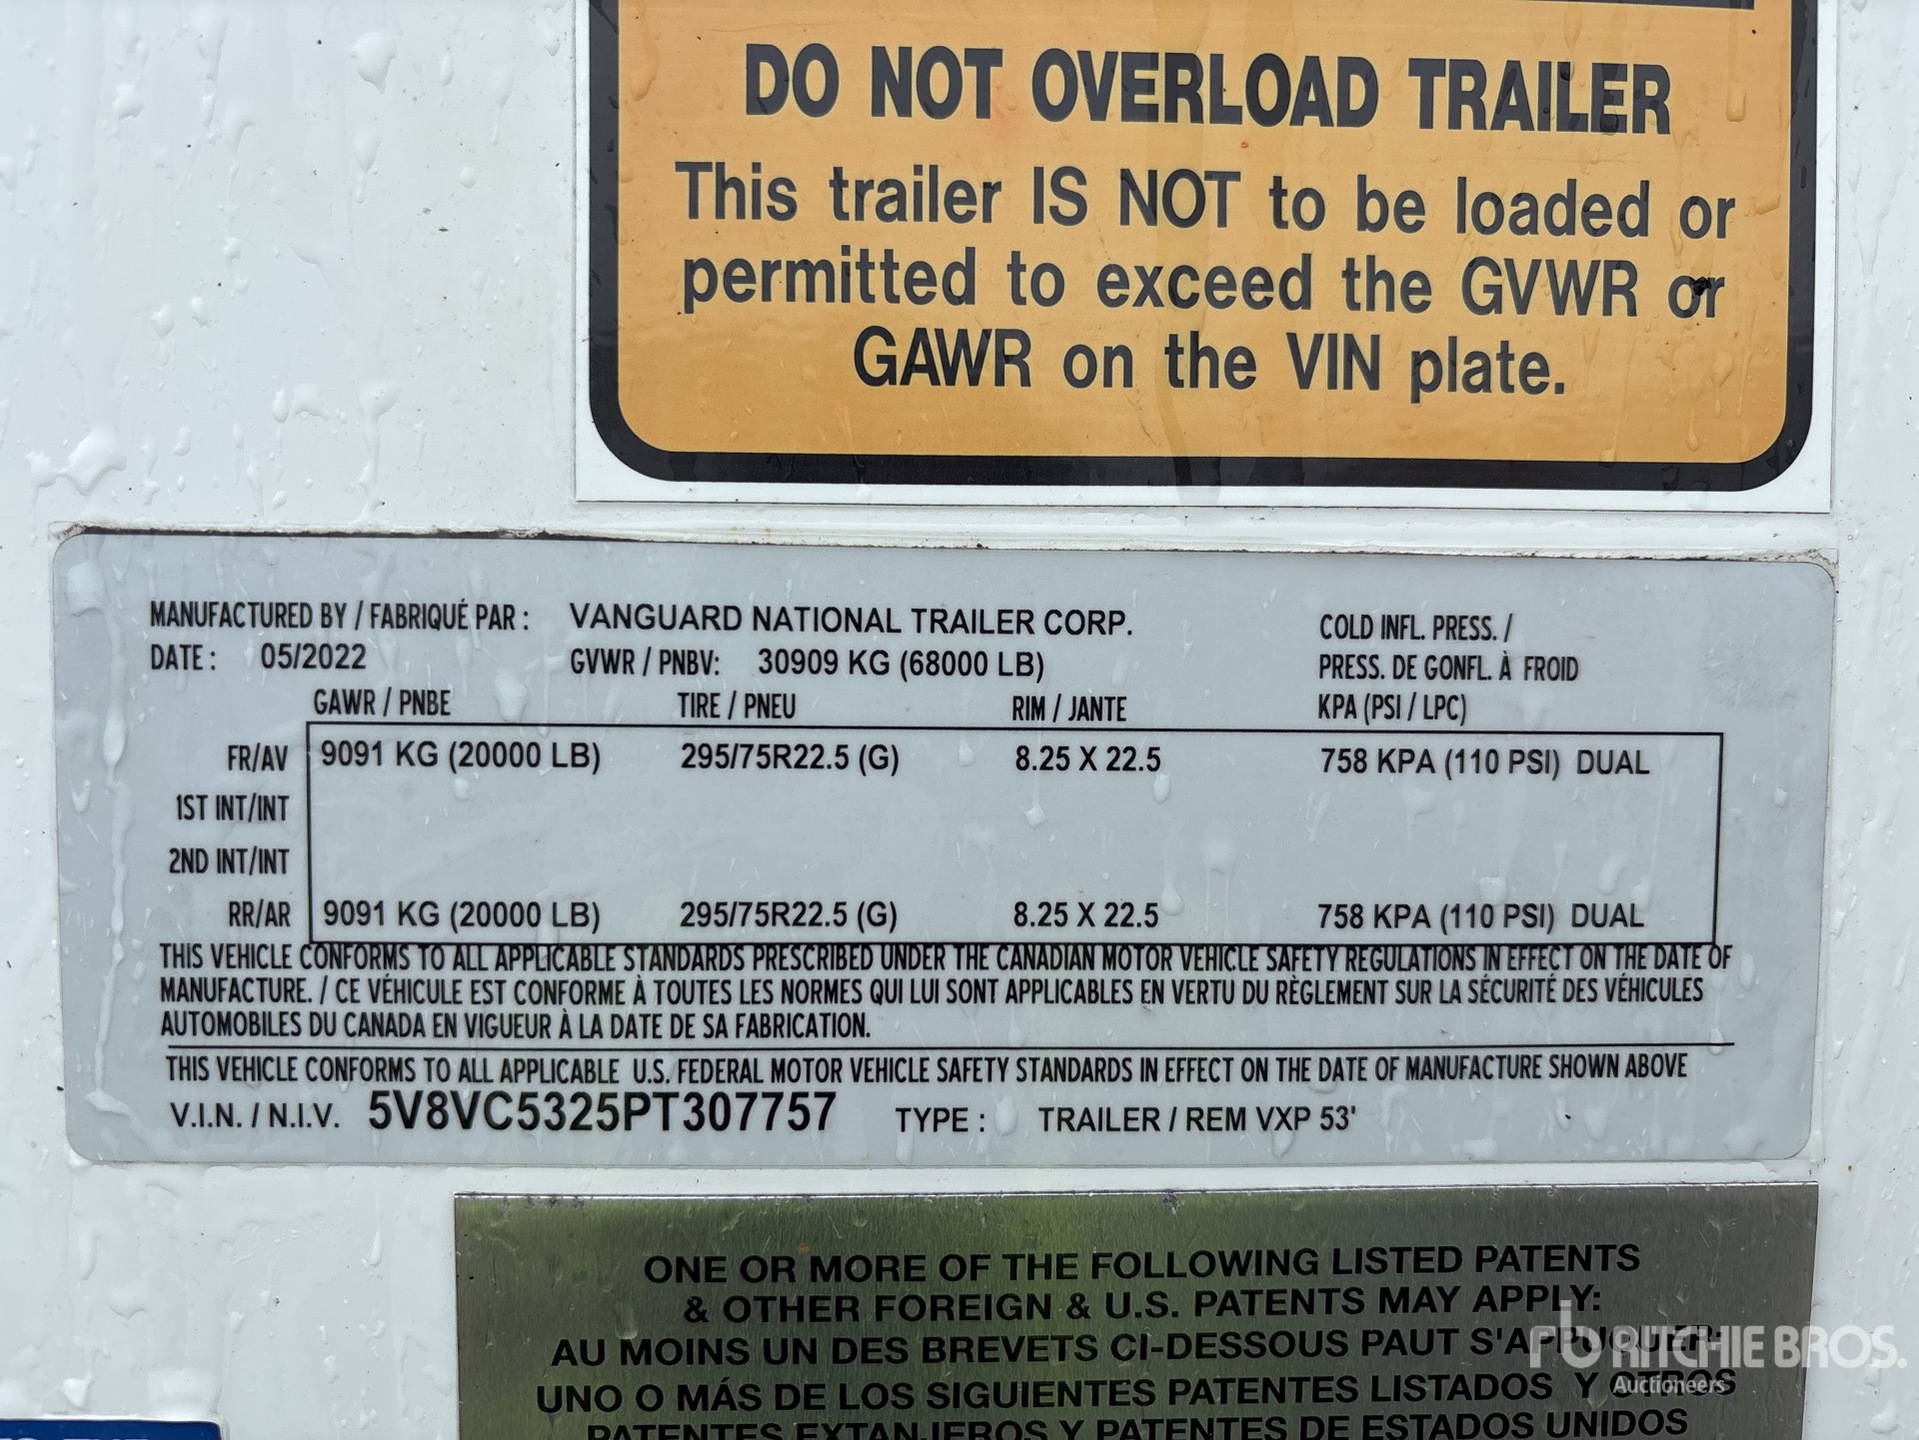 DO NOT OVERLOAD TRAILER
This trailer IS NOT to be loaded or
permitted to exceed the GVWR or
GAWR on the VIN plate.
MANUFACTURED BY / FABRIQUÉ PAR : VANGUARD NATIONAL TRAILER CORP.
DATE : 05/2022 GVWR / PNBV: 30909 KG (68000 LB)
COLD INFL. PRESS. /
PRESS. DE GONFL. À FROID
KPA (PSI / LPC)
GAWR / PNBE TIRE / PNEU RIM / JANTE
FR/AV 9091 KG (20000 LB) 295/75R22.5 (G) 8.25 X 22.5 758 KPA (110 PSI) DUAL
1ST INT/INT
2ND INT/INT
RR/AR 9091 KG (20000 LB) 295/75R22.5 (G) 8.25 X 22.5 758 KPA (110 PSI) DUAL
THIS VEHICLE CONFORMS TO ALL APPLICABLE STANDARDS PRESCRIBED UNDER THE CANADIAN MOTOR VEHICLE SAFETY REGULATIONS IN EFFECT ON THE DATE OF
MANUFACTURE. / CE VÉHICULE EST CONFORME À TOUTES LES NORMES QUI LUI SONT APPLICABLES EN VERTU DU RÈGLEMENT SUR LA SÉCURITÉ DES VÉHICULES
AUTOMOBILES DU CANADA EN VIGUEUR À LA DATE DE SA FABRICATION.
THIS VEHICLE CONFORMS TO ALL APPLICABLE U.S. FEDERAL MOTOR VEHICLE SAFETY STANDARDS IN EFFECT ON THE DATE OF MANUFACTURE SHOWN ABOVE
V.I.N. / N.I.V. 5V8VC5325PT307757 TYPE : TRAILER / REM VXP 53'
ONE OR MORE OF THE FOLLOWING LISTED PATENTS
& OTHER FOREIGN & U.S. PATENTS MAY APPLY:
AU MOINS UN DES BREVETS CI-DESSOUS PAUT S'APPLIQUER:
UNO O MÁS DE LOS SIGUIENTES PATENTES LISTADOS Y OTROS
PATENTES EXTANJEROS Y PATENTES DE ESTADOS UNIDOS
rb RITCHIE BROS.
Auctioneers